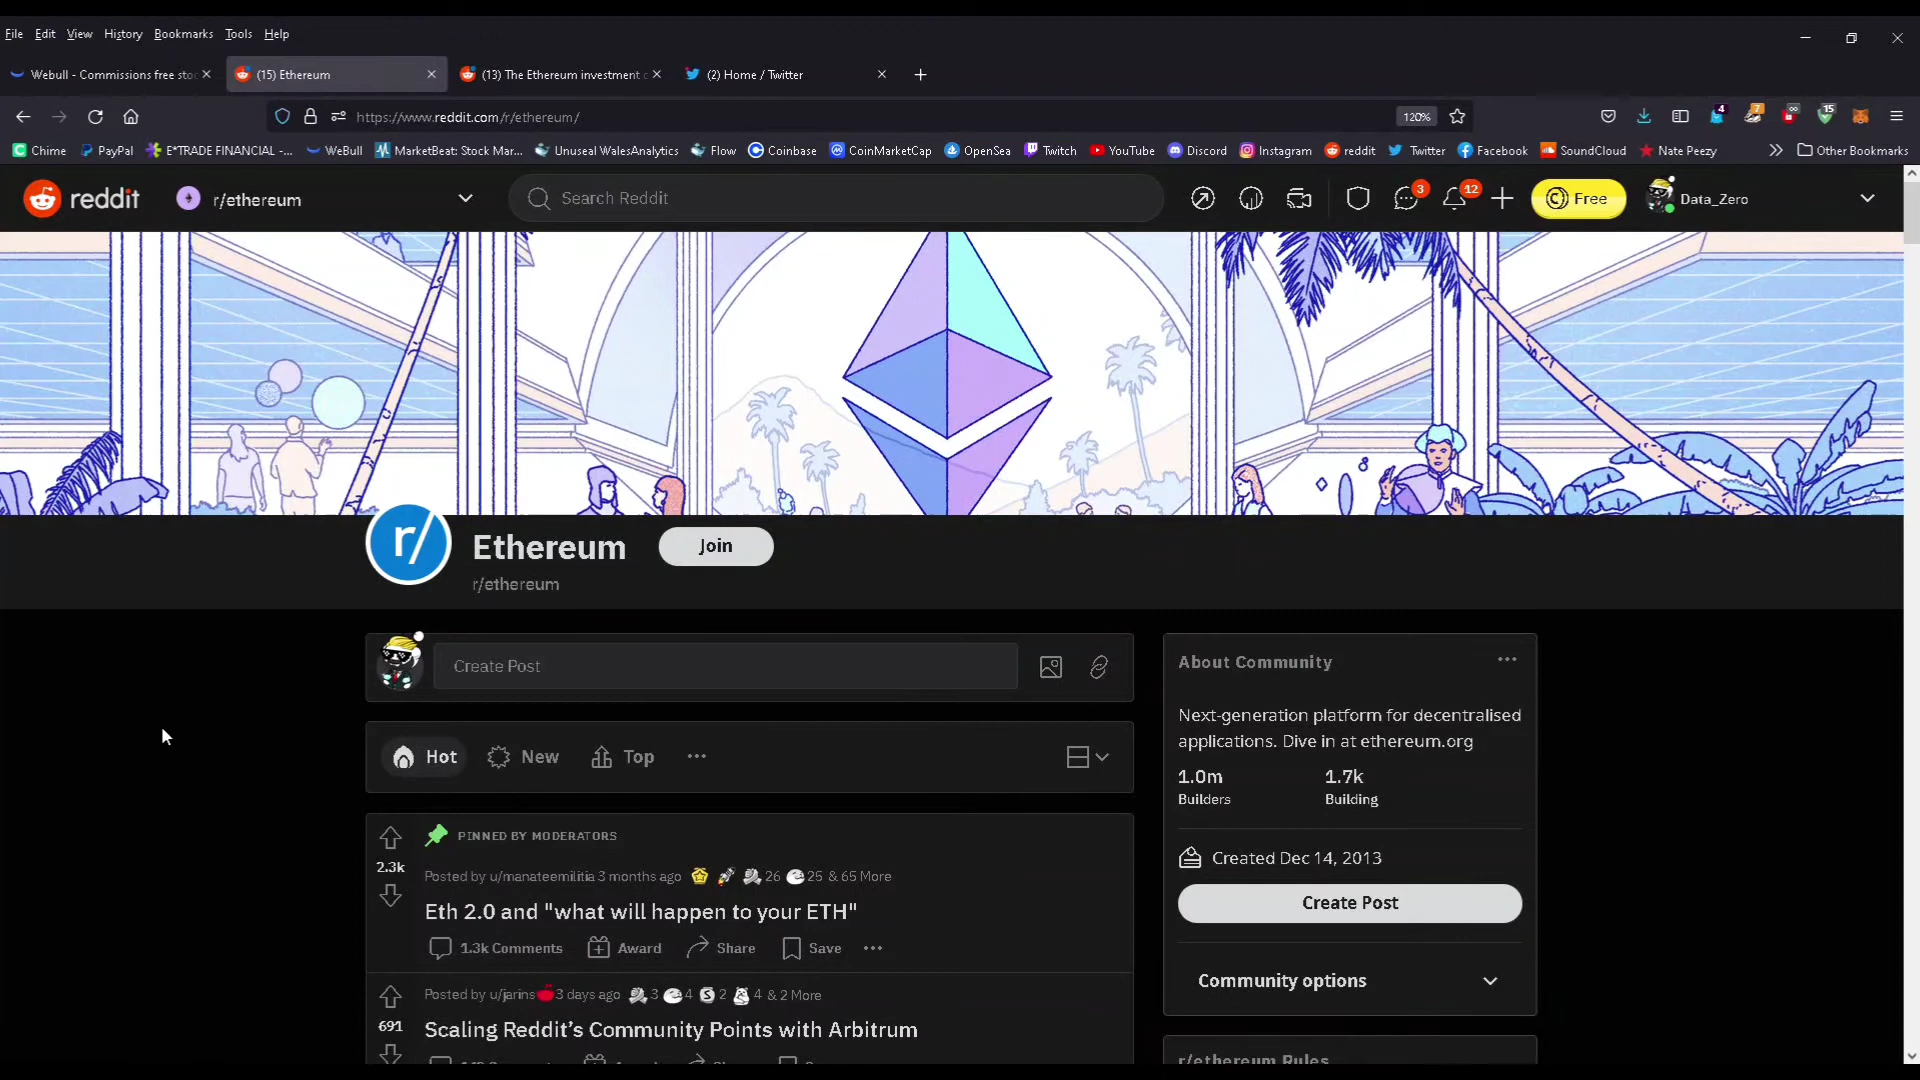 File Edit View History Bookmarks Tools Help
Webull - Commissions free sto
(15) Ethereum
(13) The Ethereum investment c
(2) Home / Twitter
https://www.reddit.com/r/ethereum/
120%
4 7 ∞ 15
Chime PayPal E*TRADE FINANCIAL -... WeBull MarketBeat: Stock Mar... Unuseal WalesAnalytics Flow Coinbase CoinMarketCap OpenSea Twitch YouTube Discord Instagram reddit Twitter Facebook SoundCloud Nate Peezy Other Bookmarks
reddit r/ethereum Search Reddit 3 12 Free Data_Zero
r/
Ethereum Join
r/ethereum
Create Post
Hot New Top
PINNED BY MODERATORS
2.3k
Posted by u/manateemilitia 3 months ago 26 25 & 65 More
Eth 2.0 and "what will happen to your ETH"
1.3k Comments Award Share Save
Posted by u/jarins 3 days ago 3 4 S 2 4 & 2 More
691
Scaling Reddit's Community Points with Arbitrum
About Community
Next-generation platform for decentralised
applications. Dive in at ethereum.org
1.0m 1.7k
Builders Building
Created Dec 14, 2013
Create Post
Community options
r/ethereum Rules